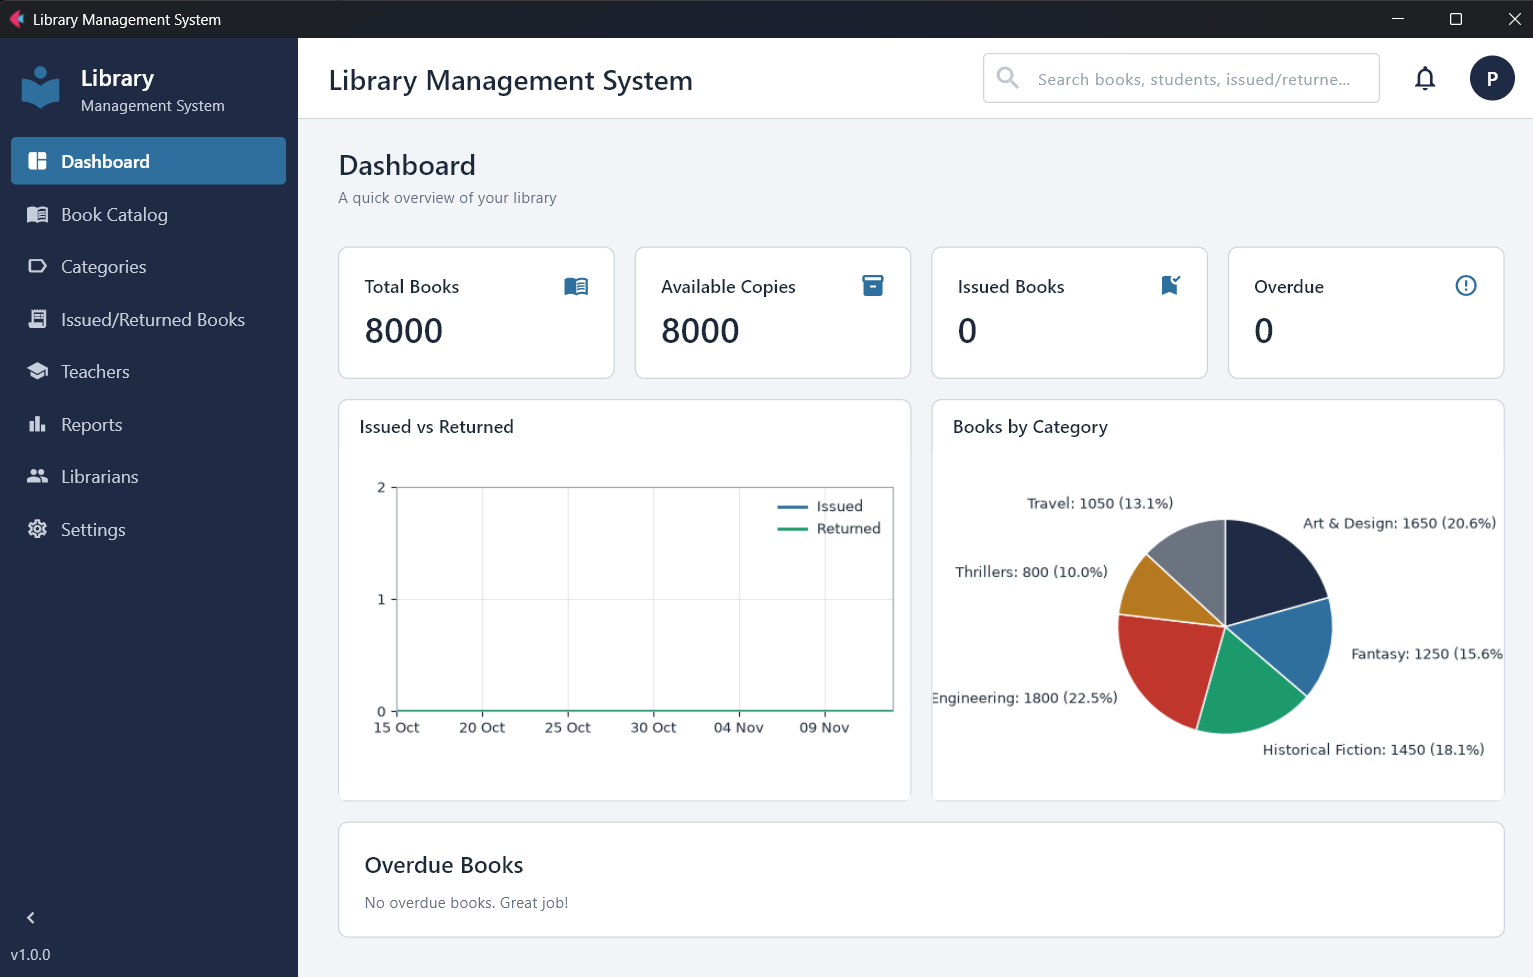 Library Management System
Library
Management System
Dashboard
Book Catalog
Categories
Issued/Returned Books
Teachers
Reports
Librarians
Settings
v1.0.0
Library Management System
Search books, students, issued/returne...
P
Dashboard
A quick overview of your library
Total Books
8000
Available Copies
8000
Issued Books
0
Overdue
0
Issued vs Returned
2
1
0
Issued
Returned
15 Oct 20 Oct 25 Oct 30 Oct 04 Nov 09 Nov
Books by Category
Travel: 1050 (13.1%)
Art & Design: 1650 (20.6%)
Thrillers: 800 (10.0%)
Fantasy: 1250 (15.6%
Engineering: 1800 (22.5%)
Historical Fiction: 1450 (18.1%)
Overdue Books
No overdue books. Great job!